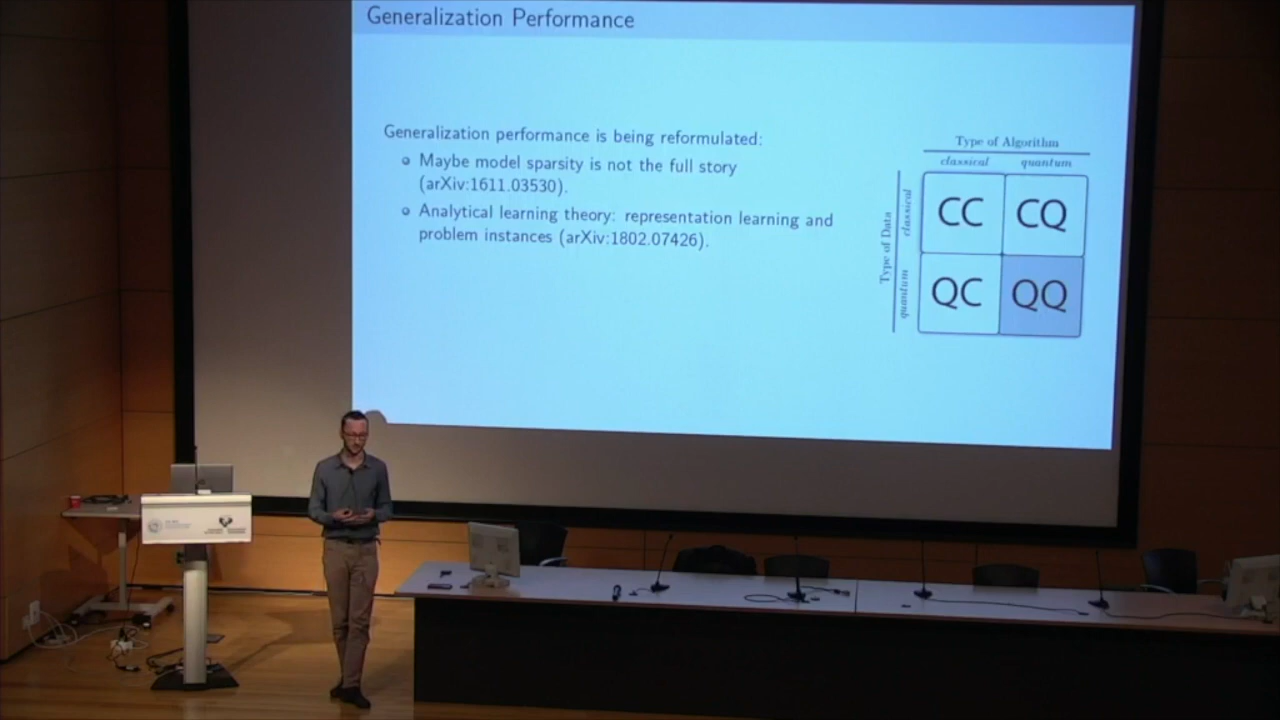 Generalization Performance
Generalization performance is being reformulated:
Maybe model sparsity is not the full story
(arXiv:1611.03530).
Analytical learning theory: representation learning and
problem instances (arXiv:1802.07426).
Type of Algorithm
classical quantum
Type of Data
classical
quantum
CC CQ
QC QQ